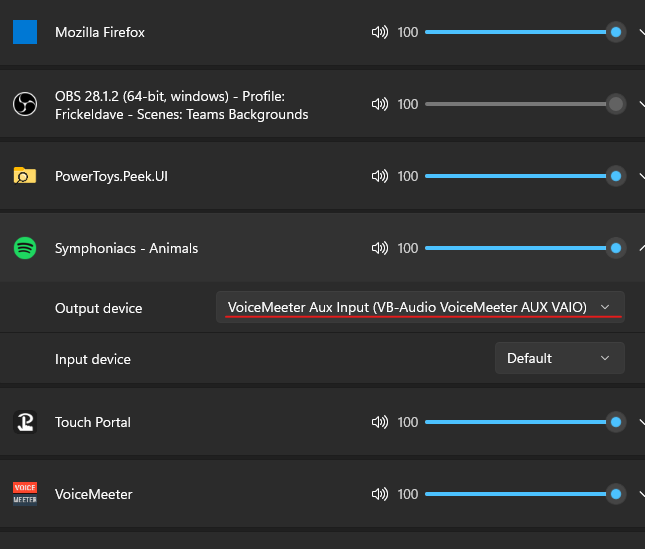 Mozilla Firefox
100
OBS 28.1.2 (64-bit, windows) - Profile:
Frickeldave - Scenes: Teams Backgrounds
100
PowerToys.Peek.UI
100
Symphoniacs - Animals
100
Output device
VoiceMeeter Aux Input (VB-Audio VoiceMeeter AUX VAIO)
Input device
Default
Touch Portal
100
VOICE
MEETER
VoiceMeeter
100